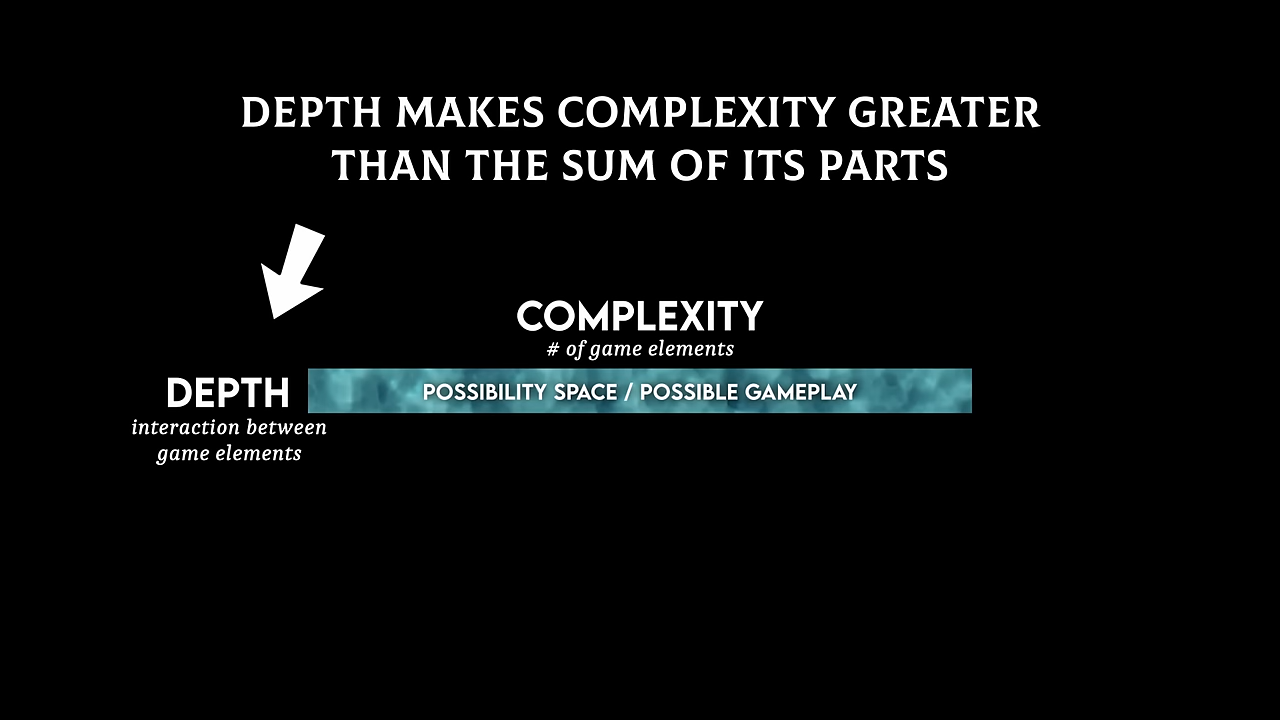 DEPTH MAKES COMPLEXITY GREATER
THAN THE SUM OF ITS PARTS
COMPLEXITY
# of game elements
DEPTH
POSSIBILITY SPACE / POSSIBLE GAMEPLAY
interaction between
game elements